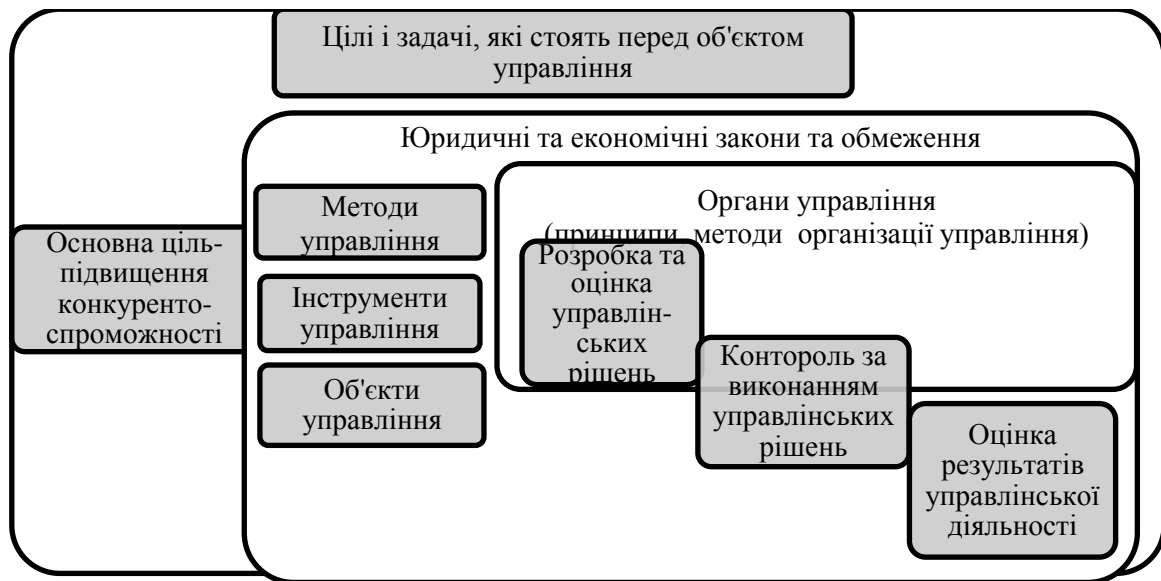 Цілі і задачі, які стоять перед об'єктом
управління
Юридичні та економічні закони та обмеження
Методи
управління
Інструменти
управління
Об'єкти
управління
Основна ціль-
підвищення
конкуренто-
спроможності
Органи управління
(принципи методи організації управління)
Розробка та
оцінка
управлін-
ських
рішень
Контороль за
виконанням
управлінських
рішень
Оцінка
результатів
управлінської
діяльності